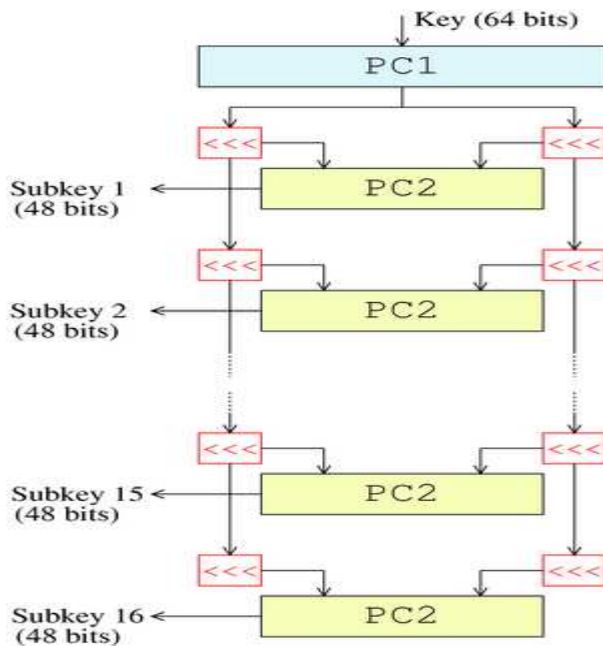 Key (64 bits)
PC1
<<< <<<
Subkey 1
(48 bits)
PC2
<<< <<<
Subkey 2
(48 bits)
PC2
<<< <<<
Subkey 15
(48 bits)
PC2
<<< <<<
Subkey 16
(48 bits)
PC2